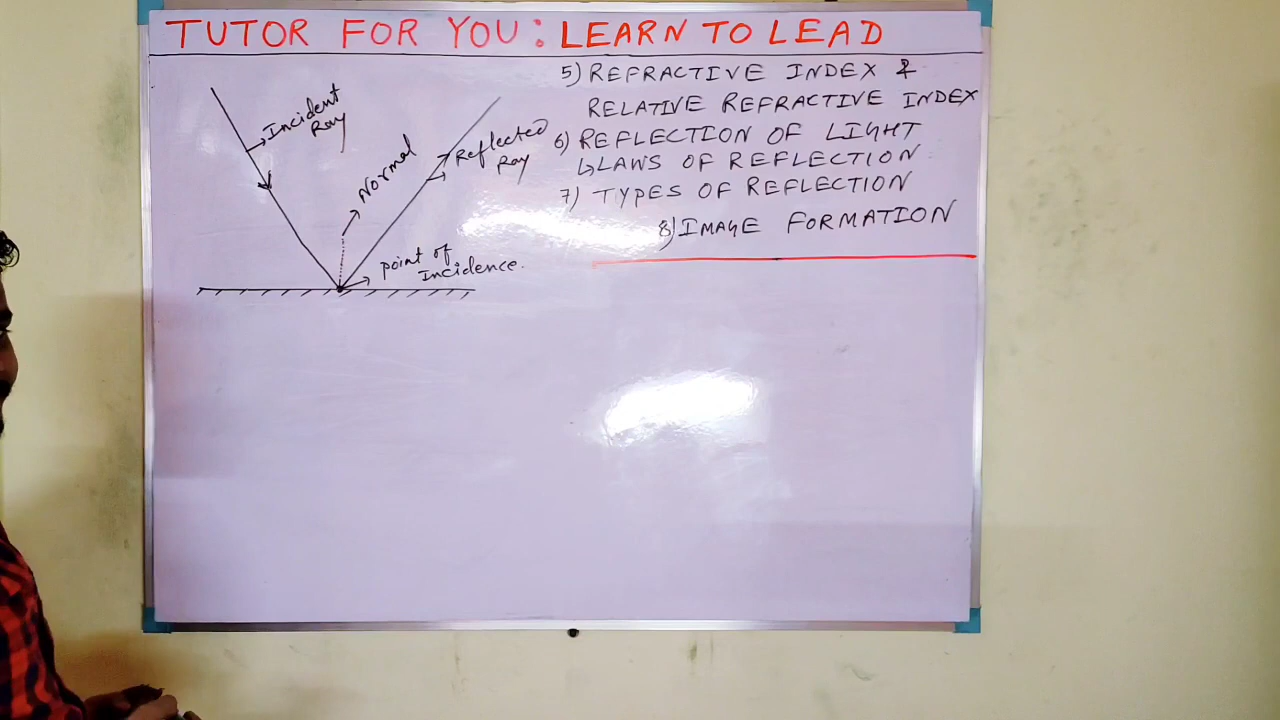 TUTOR FOR YOU: LEARN TO LEAD
Incident
Ray
Normal
Reflected
Ray
point of
Incidence.
5) REFRACTIVE INDEX &
RELATIVE REFRACTIVE INDEX
6) REFLECTION OF LIGHT
↳ LAWS OF REFLECTION
7) TYPES OF REFLECTION
8) IMAGE FORMATION